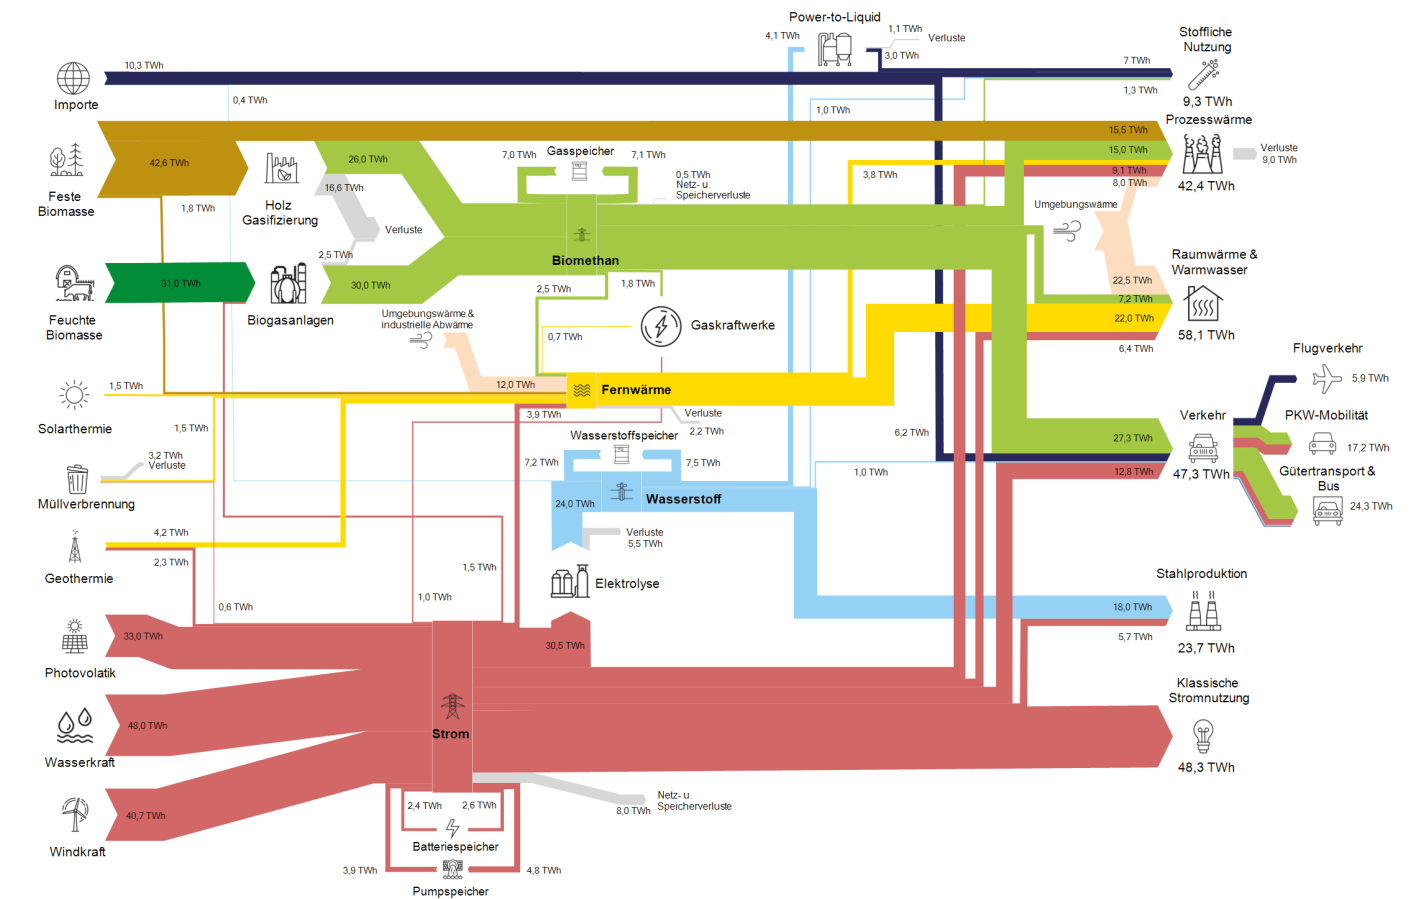 Power-to-Liquid
4,1 TWh
1,1 TWh
Verluste
3,0 TWh
Stoffliche
Nutzung
7 TWh
1,3 TWh
9,3 TWh
10,3 TWh
Importe
0,4 TWh
1,0 TWh
Prozesswärme
15,5 TWh
15,0 TWh
9,1 TWh
8,0 TWh
42,4 TWh
Verluste
9,0 TWh
42,6 TWh
Feste
Biomasse
1,8 TWh
Holz
Gasifizierung
26,0 TWh
16,6 TWh
Verluste
2,5 TWh
30,0 TWh
Gasspeicher
7,0 TWh
7,1 TWh
0,5 TWh
Netz- u.
Speicherverluste
3,8 TWh
Umgebungswärme
Biomethan
31,0 TWh
Feuchte
Biomasse
Biogasanlagen
2,5 TWh
1,8 TWh
Gaskraftwerke
0,7 TWh
Umgebungswärme &
industrielle Abwärme
12,0 TWh
Fernwärme
3,9 TWh
Verluste
2,2 TWh
Raumwärme &
Warmwasser
22,5 TWh
7,2 TWh
22,0 TWh
6,4 TWh
58,1 TWh
Flugverkehr
5,9 TWh
PKW-Mobilität
17,2 TWh
Gütertransport &
Bus
24,3 TWh
Verkehr
27,3 TWh
12,8 TWh
47,3 TWh
6,2 TWh
1,0 TWh
1,5 TWh
Solarthermie
1,5 TWh
3,2 TWh
Verluste
Müllverbrennung
Wasserstoffspeicher
7,2 TWh
7,5 TWh
24,0 TWh
Wasserstoff
Verluste
5,5 TWh
Elektrolyse
4,2 TWh
2,3 TWh
Geothermie
0,6 TWh
1,0 TWh
1,5 TWh
Stahlproduktion
18,0 TWh
5,7 TWh
23,7 TWh
33,0 TWh
Photovolatik
30,5 TWh
48,0 TWh
Wasserkraft
Strom
Klassische
Stromnutzung
48,3 TWh
40,7 TWh
Windkraft
2,4 TWh
2,6 TWh
Batteriespeicher
3,9 TWh
4,8 TWh
Pumpspeicher
8,0 TWh
Netz- u.
Speicherverluste